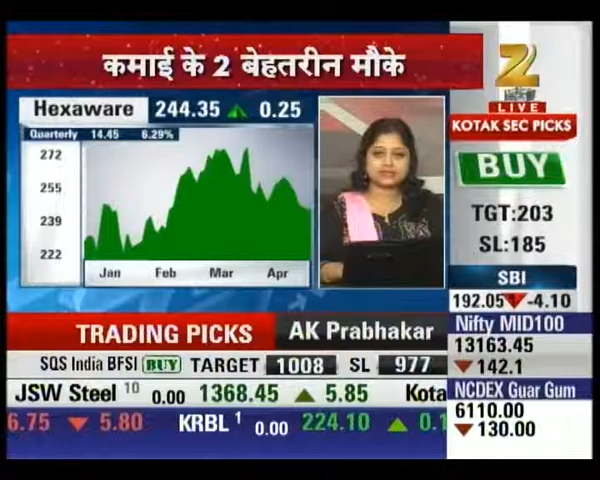 कमाई के 2 बेहतरीन मौके
LIVE
KOTAK SEC PICKS
BUY
TGT:203
SL:185
SBI
192.05 -4.10
Nifty MID100
13163.45
142.1
NCDEX Guar Gum
6110.00
130.00
Hexaware 244.35 0.25
Quarterly 14.45 6.29%
272
255
239
222
Jan Feb Mar Apr
TRADING PICKS AK Prabhakar
SQS India BFSI BUY TARGET 1008 SL 977
JSW Steel 10 0.00 1368.45 5.85 Kota
6.75 5.80 KRBL 1 0.00 224.10 0.1